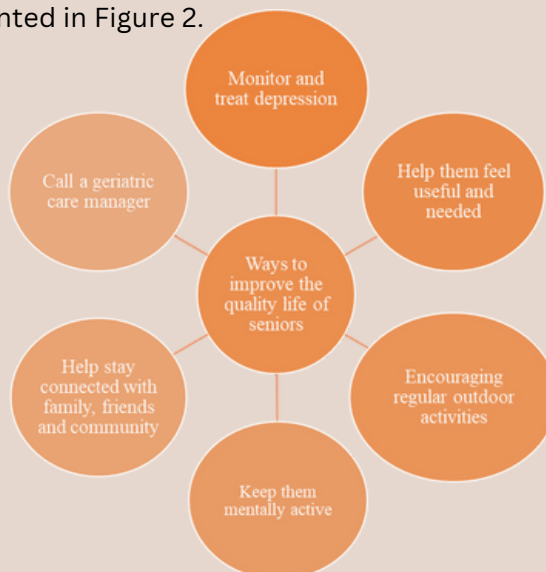 nted in Figure 2.
Monitor and
treat depression
Help them feel
useful and
needed
Encouraging
regular outdoor
activities
Keep them
mentally active
Help stay
connected with
family, friends
and community
Call a geriatric
care manager
Ways to
improve the
quality life of
seniors